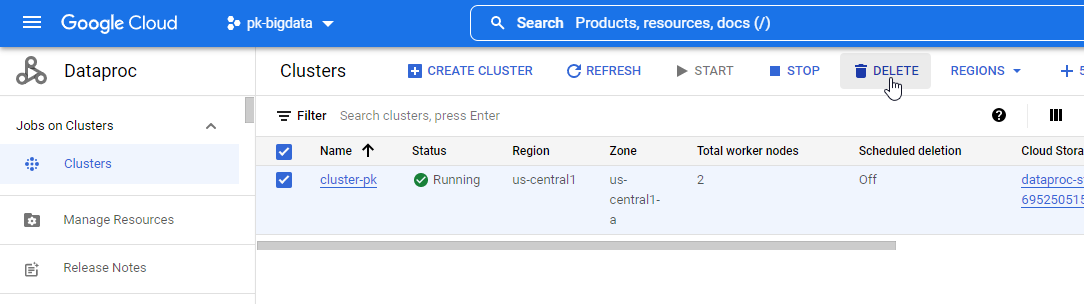 Google Cloud
pk-bigdata
Search Products, resources, docs (/)
Dataproc
Clusters
CREATE CLUSTER
REFRESH
START
STOP
DELETE
REGIONS
Jobs on Clusters
Filter Search clusters, press Enter
Clusters
Name Status Region Zone Total worker nodes Scheduled deletion Cloud Stora
cluster-pk Running us-central1 us- 2 Off dataproc-s
central1- 695250515
a
Manage Resources
Release Notes